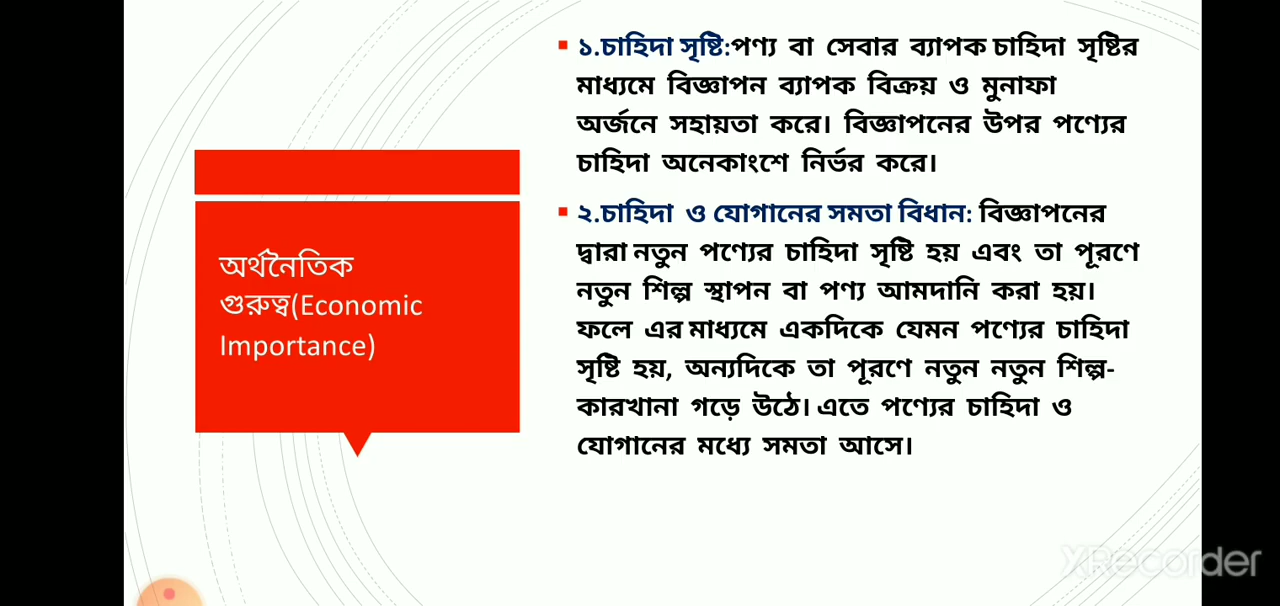 অর্থনৈতিক
গুরুত্ব(Economic
Importance)
১.চাহিদা সৃষ্টি:পণ্য বা সেবার ব্যাপক চাহিদা সৃষ্টির
মাধ্যমে বিজ্ঞাপন ব্যাপক বিক্রয় ও মুনাফা
অর্জনে সহায়তা করে। বিজ্ঞাপনের উপর পণ্যের
চাহিদা অনেকাংশে নির্ভর করে।
২.চাহিদা ও যোগানের সমতা বিধান: বিজ্ঞাপনের
দ্বারা নতুন পণ্যের চাহিদা সৃষ্টি হয় এবং তা পূরণে
নতুন শিল্প স্থাপন বা পণ্য আমদানি করা হয়।
ফলে এর মাধ্যমে একদিকে যেমন পণ্যের চাহিদা
সৃষ্টি হয়, অন্যদিকে তা পূরণে নতুন নতুন শিল্প-
কারখানা গড়ে উঠে। এতে পণ্যের চাহিদা ও
যোগানের মধ্যে সমতা আসে।
XRecorder